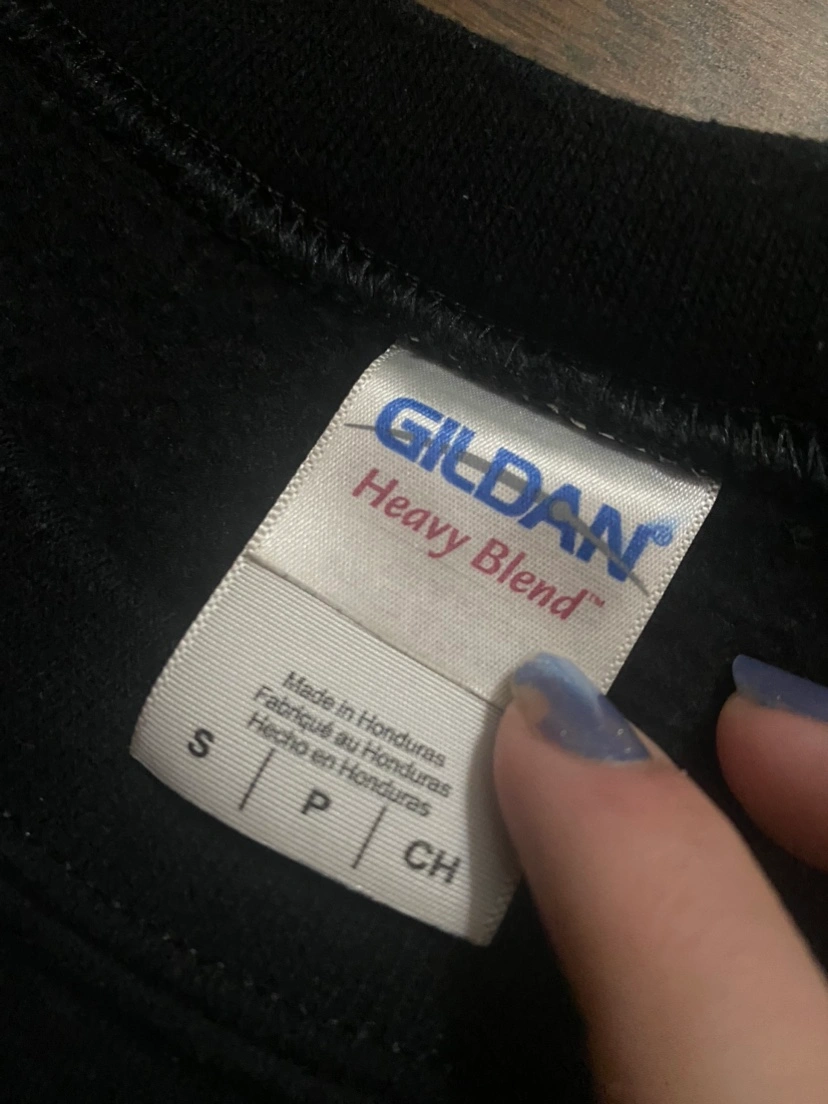 GILDAN®
Heavy Blend™
Made in Honduras
Fabriqué au Honduras
Hecho en Honduras
S | P | CH